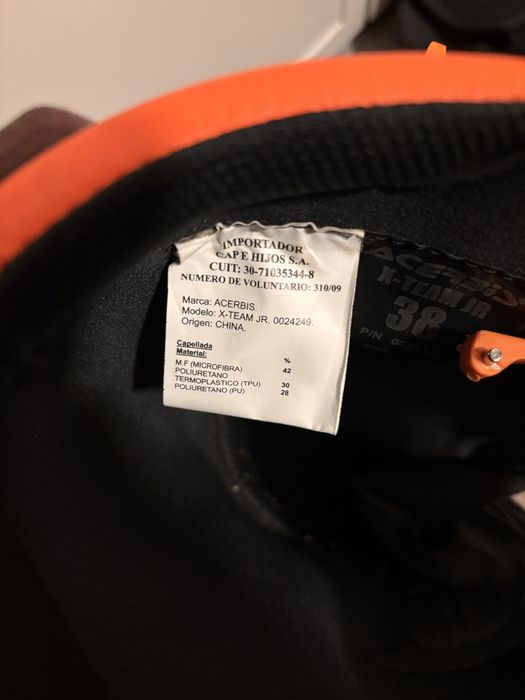 IMPORTADOR
CAP E HIJOS S.A.
CUIT: 30-71035344-8
NUMERO DE VOLUNTARIO: 310/09
Marca: ACERBIS.
Modelo: X-TEAM JR. 0024249.
Origen: CHINA.
Capellada
Material: %
M.F (MICROFIBRA) 42
POLIURETANO
TERMOPLASTICO (TPU) 30
POLIURETANO (PU) 28
ACERBIS
X-TEAM JR
38
P/N